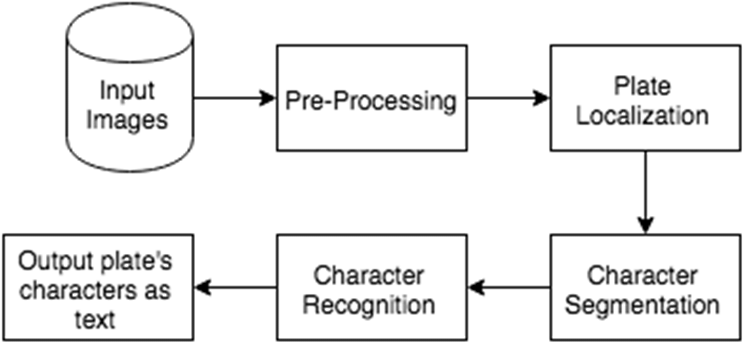 Input
Images
Pre-Processing
Plate
Localization
Character
Segmentation
Character
Recognition
Output plate's
characters as
text